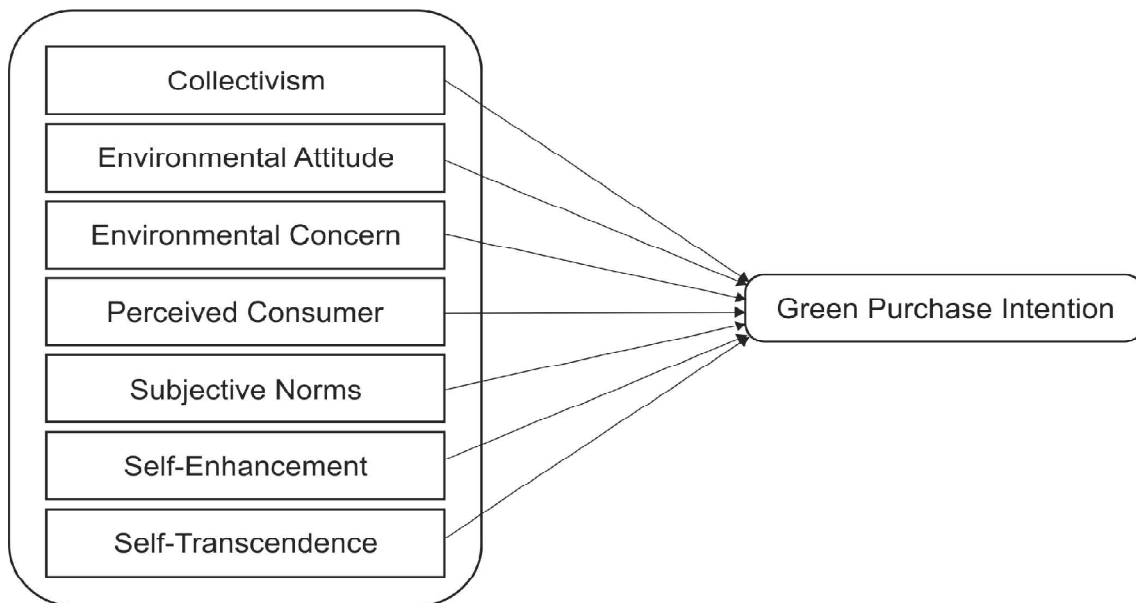 Collectivism
Environmental Attitude
Environmental Concern
Perceived Consumer
Subjective Norms
Self-Enhancement
Self-Transcendence
Green Purchase Intention